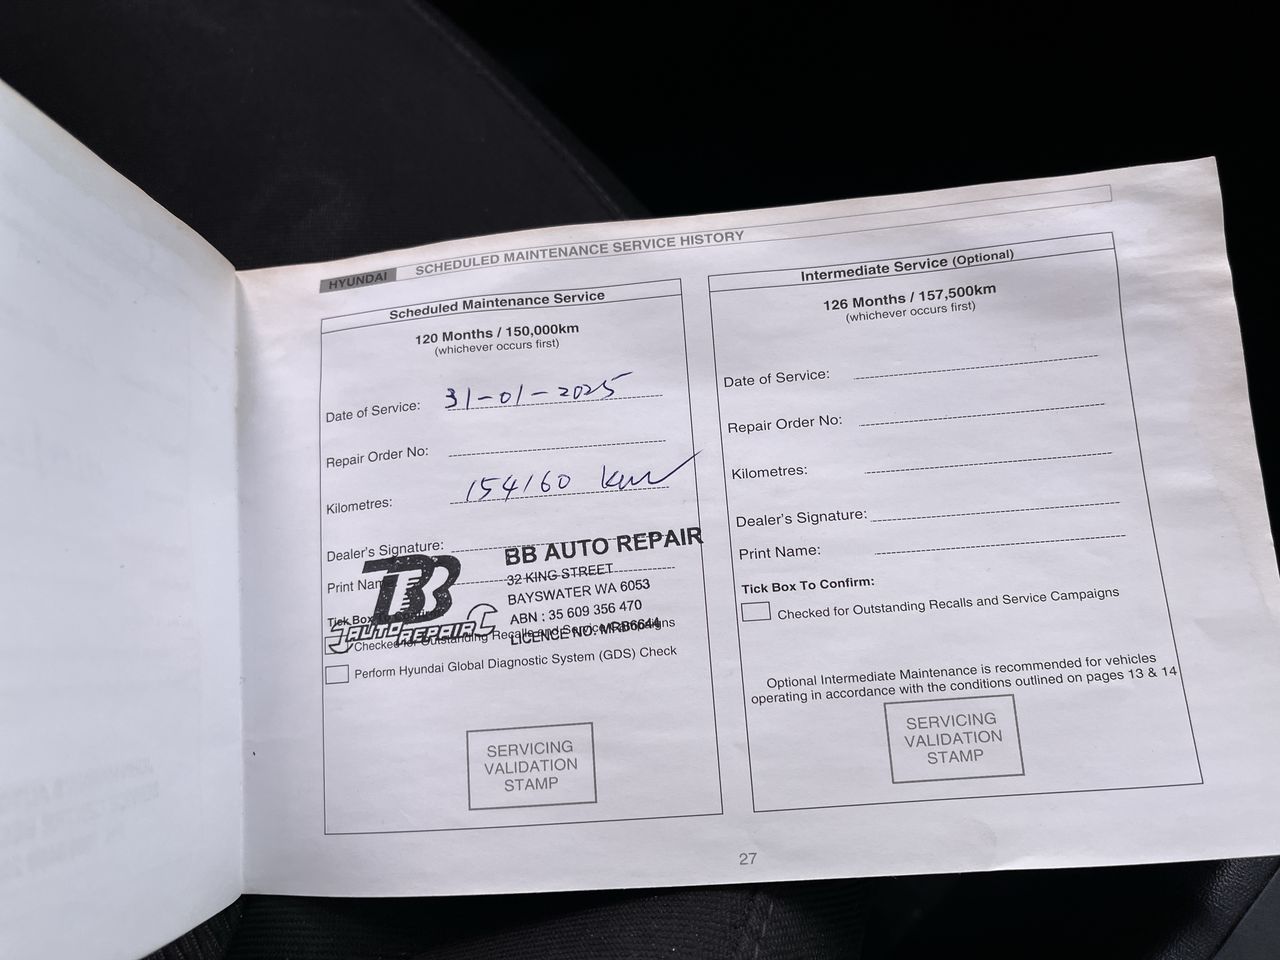 HYUNDAI SCHEDULED MAINTENANCE SERVICE HISTORY
Scheduled Maintenance Service
120 Months / 150,000km
(whichever occurs first)
Date of Service: 31-01-2025
Repair Order No:
Kilometres: 154160 km
Dealer's Signature:
Print Name
Tick Box To Confirm:
BB AUTO REPAIR
32 KING STREET
BAYSWATER WA 6053
ABN : 35 609 356 470
LICENCE NO. MRB6644
BB
AUTO REPAIR
Checked for Outstanding Recalls and Service Campaigns
Perform Hyundai Global Diagnostic System (GDS) Check
SERVICING
VALIDATION
STAMP
Intermediate Service (Optional)
126 Months / 157,500km
(whichever occurs first)
Date of Service:
Repair Order No:
Kilometres:
Dealer's Signature:
Print Name:
Tick Box To Confirm:
Checked for Outstanding Recalls and Service Campaigns
Optional Intermediate Maintenance is recommended for vehicles
operating in accordance with the conditions outlined on pages 13 & 14
SERVICING
VALIDATION
STAMP
27